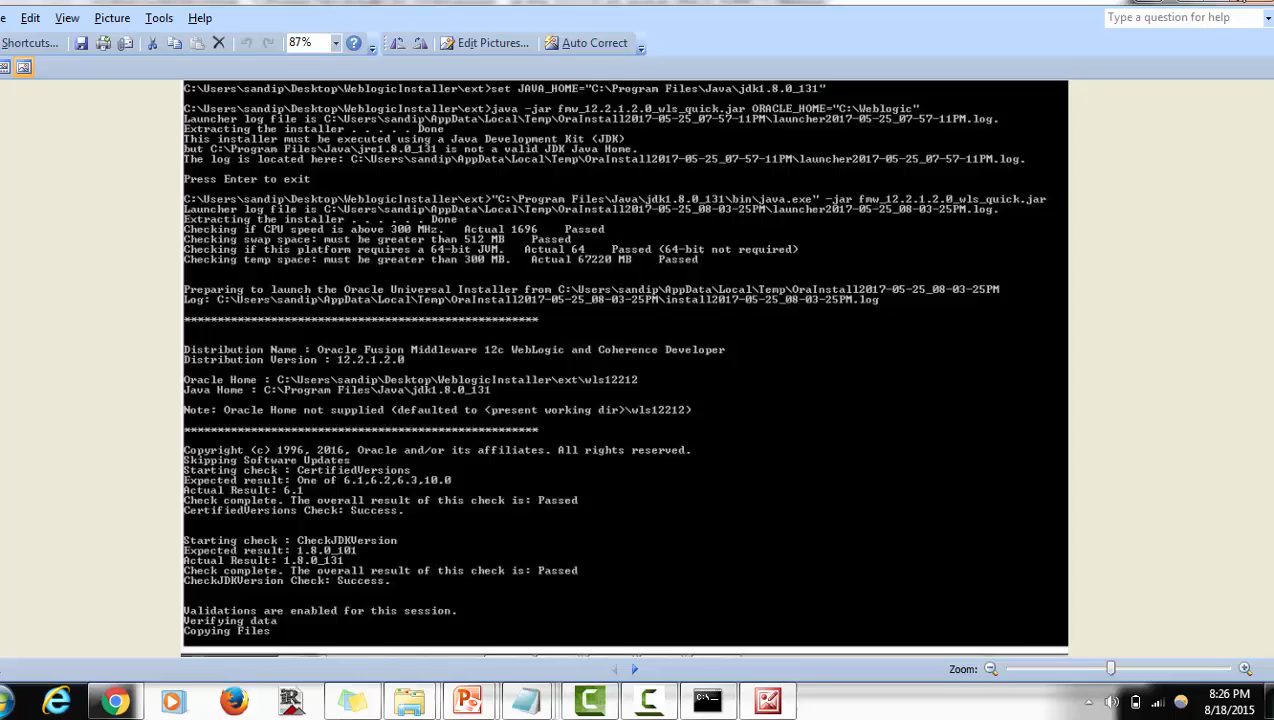 Edit View Picture Tools Help
Type a question for help
Shortcuts... 87% Edit Pictures... Auto Correct
C:\Users\sandip\Desktop\WeblogicInstaller\ext>set JAVA_HOME="C:\Program Files\Java\jdk1.8.0_131"
C:\Users\sandip\Desktop\WeblogicInstaller\ext>java -jar fmw_12.2.1.2.0_wls_quick.jar ORACLE_HOME="C:\Weblogic"
Launcher log file is C:\Users\sandip\AppData\Local\Temp\OraInstall2017-05-25_07-57-11PM\launcher2017-05-25_07-57-11PM.log.
Extracting the installer . . . . . Done
This installer must be executed using a Java Development Kit (JDK)
but C:\Program Files\Java\jre1.8.0_131 is not a valid JDK Java Home.
The log is located here: C:\Users\sandip\AppData\Local\Temp\OraInstall2017-05-25_07-57-11PM\launcher2017-05-25_07-57-11PM.log.
Press Enter to exit
C:\Users\sandip\Desktop\WeblogicInstaller\ext>"C:\Program Files\Java\jdk1.8.0_131\bin\java.exe" -jar fmw_12.2.1.2.0_wls_quick.jar
Launcher log file is C:\Users\sandip\AppData\Local\Temp\OraInstall2017-05-25_08-03-25PM\launcher2017-05-25_08-03-25PM.log.
Extracting the installer . . . . . . Done
Checking if CPU speed is above 300 MHz.   Actual 1696    Passed
Checking swap space: must be greater than 512 MB    Passed
Checking if this platform requires a 64-bit JVM.   Actual 64    Passed (64-bit not required)
Checking temp space: must be greater than 300 MB.   Actual 67220 MB    Passed
Preparing to launch the Oracle Universal Installer from C:\Users\sandip\AppData\Local\Temp\OraInstall2017-05-25_08-03-25PM
Log: C:\Users\sandip\AppData\Local\Temp\OraInstall2017-05-25_08-03-25PM\install2017-05-25_08-03-25PM.log
*****************************************************
Distribution Name : Oracle Fusion Middleware 12c WebLogic and Coherence Developer
Distribution Version : 12.2.1.2.0
Oracle Home : C:\Users\sandip\Desktop\WeblogicInstaller\ext\wls12212
Java Home : C:\Program Files\Java\jdk1.8.0_131
Note: Oracle Home not supplied (defaulted to <present working dir>\wls12212)
*****************************************************
Copyright (c) 1996, 2016, Oracle and/or its affiliates. All rights reserved.
Skipping Software Updates
Starting check : CertifiedVersions
Expected result: One of 6.1,6.2,6.3,10.0
Actual Result: 6.1
Check complete. The overall result of this check is: Passed
CertifiedVersions Check: Success.
Starting check : CheckJDKVersion
Expected result: 1.8.0_101
Actual Result: 1.8.0_131
Check complete. The overall result of this check is: Passed
CheckJDKVersion Check: Success.
Validations are enabled for this session.
Verifying data
Copying Files
Zoom:
8:26 PM
8/18/2015